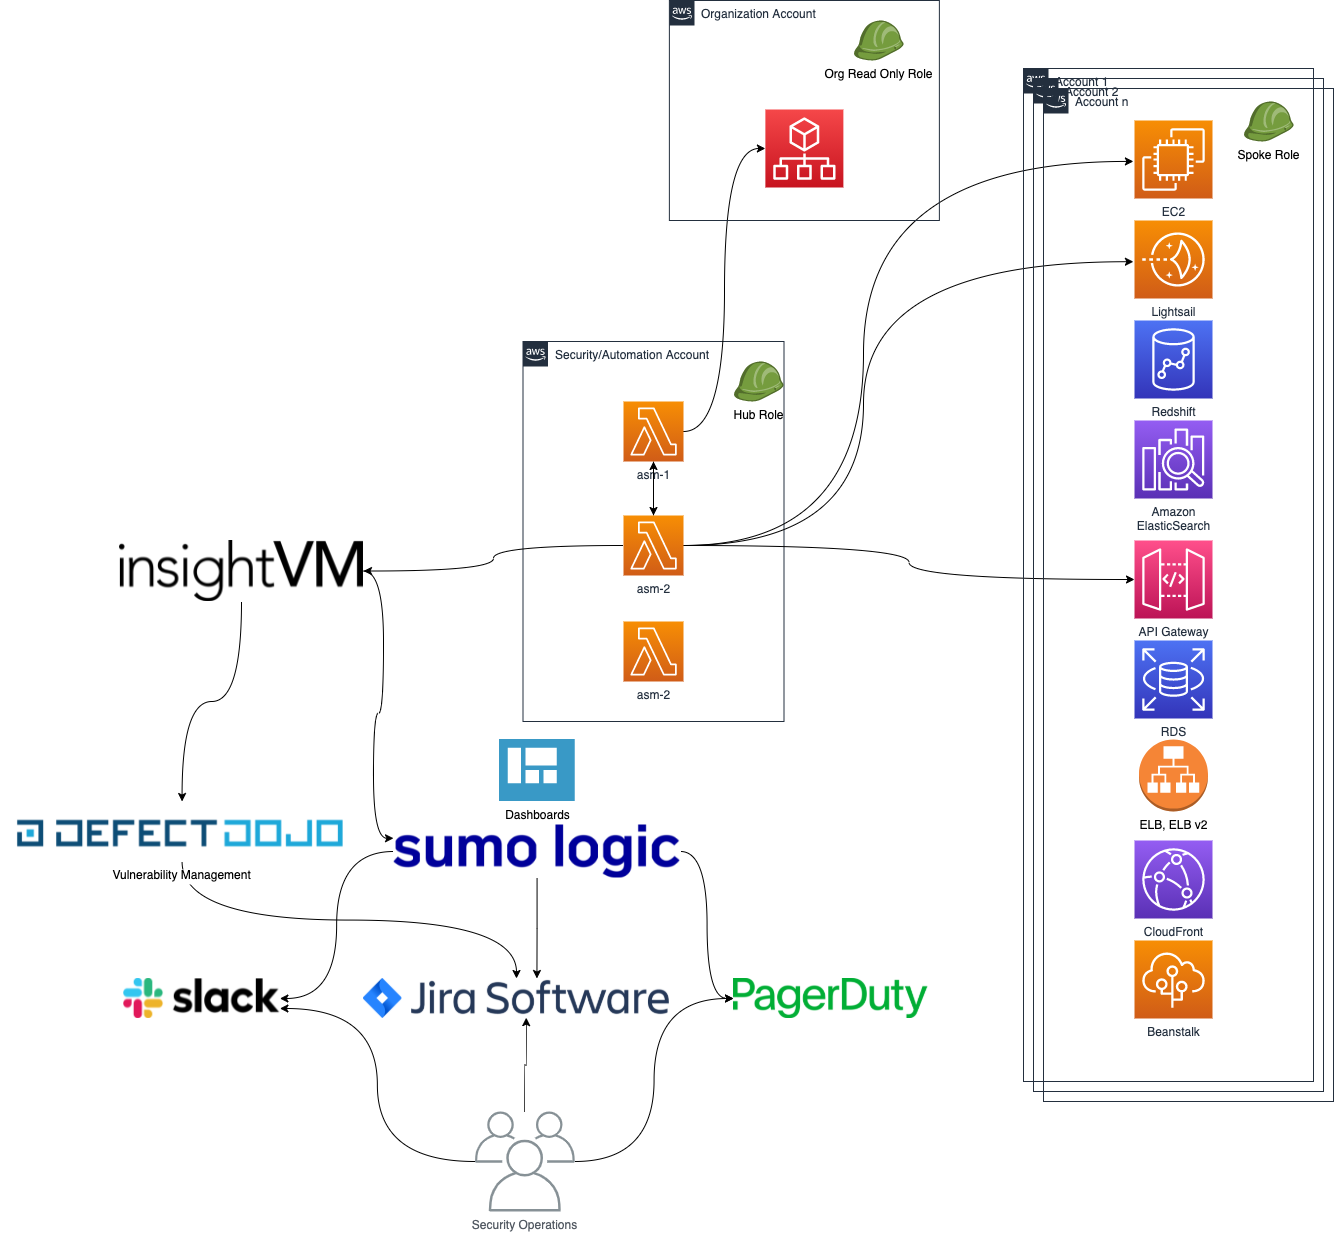 aws Organization Account
Org Read Only Role
aws Account 1
Account 2
aws Account n
Spoke Role
EC2
Lightsail
Redshift
Amazon
ElasticSearch
</>
API Gateway
RDS
ELB, ELB v2
CloudFront
Beanstalk
aws Security/Automation Account
Hub Role
asm-1
asm-2
asm-2
insightVM
Dashboards
DEFECTDOJO
Vulnerability Management
sumo logic
slack
Jira Software
PagerDuty
Security Operations